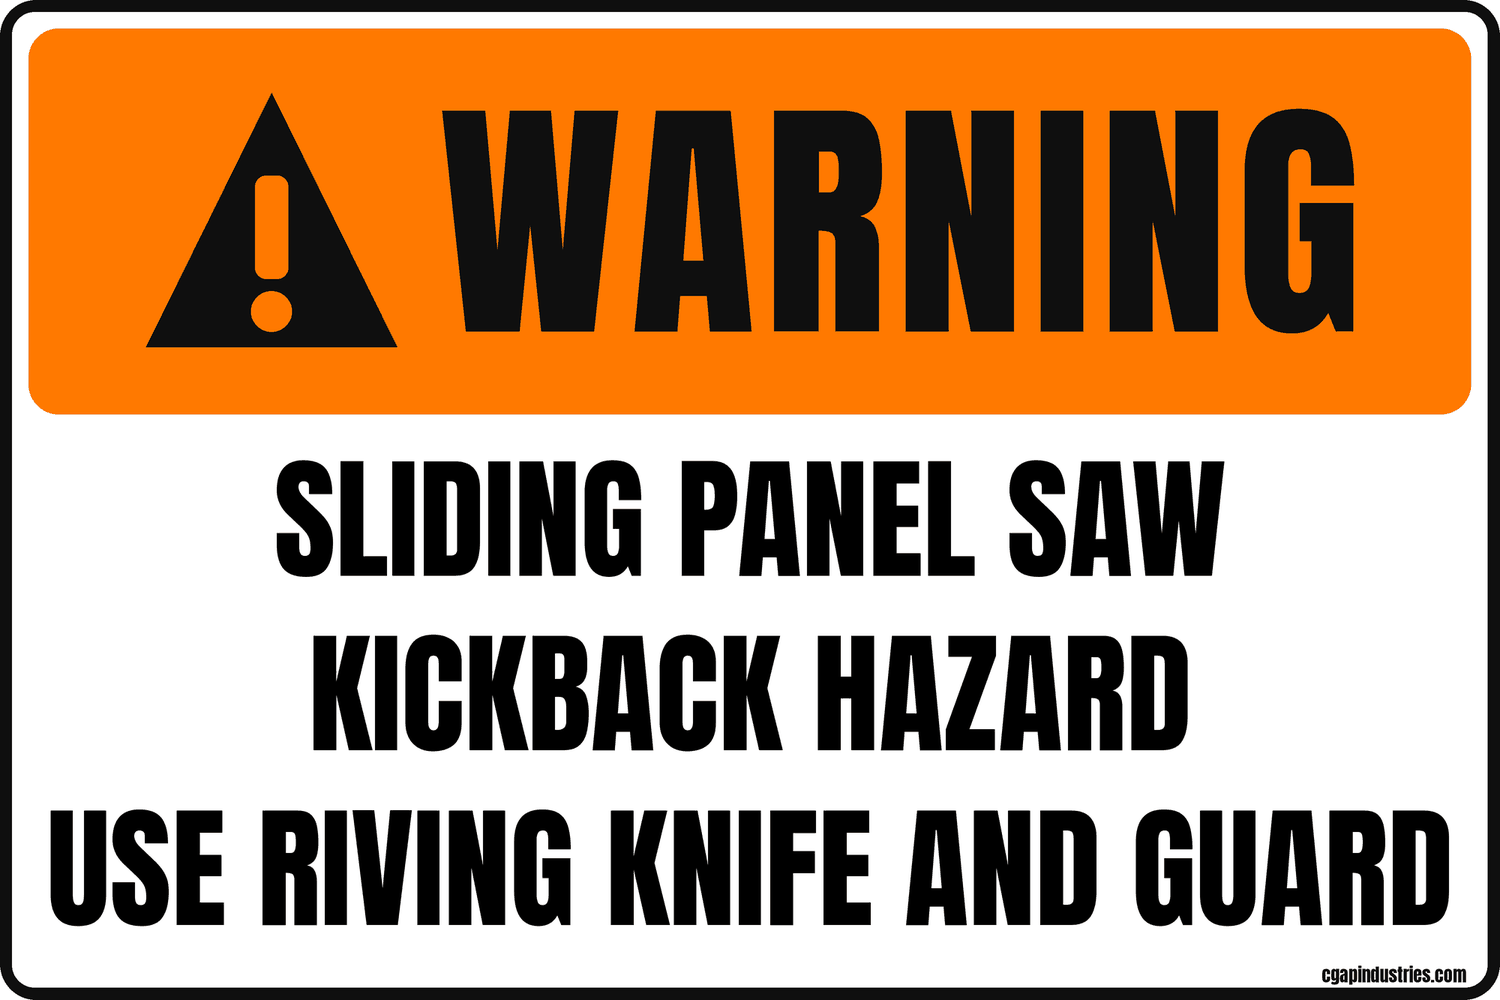 WARNING
SLIDING PANEL SAW
KICKBACK HAZARD
USE RIVING KNIFE AND GUARD
cgapindustries.com